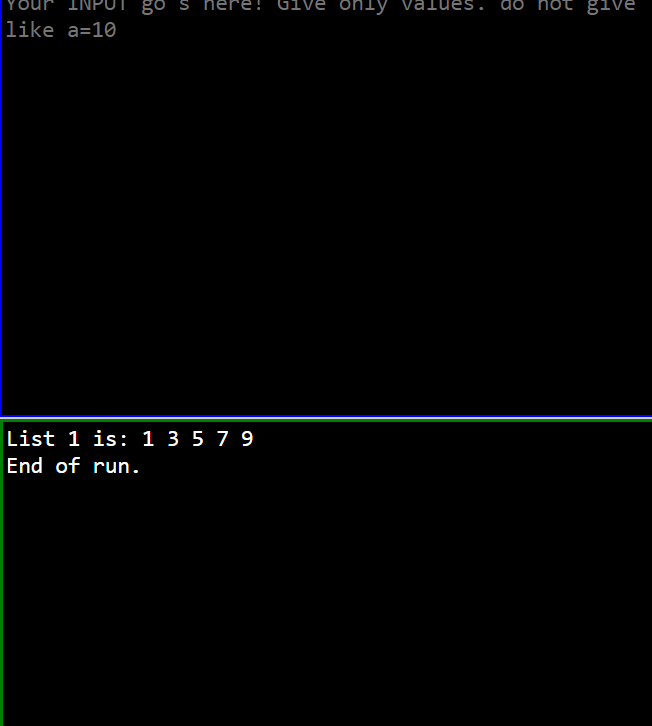 Your INPUT go's here! Give only values. do not give
like a=10
List 1 is: 1 3 5 7 9
End of run.